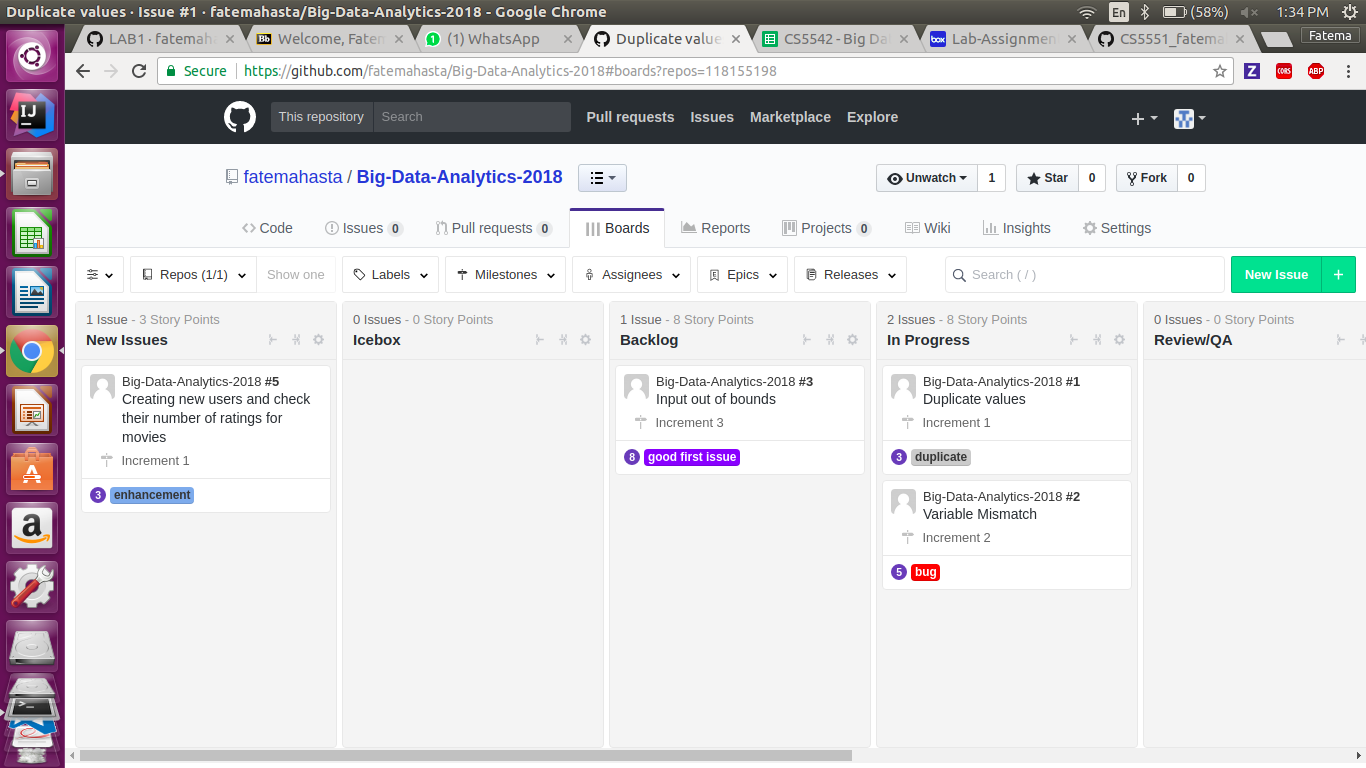 Duplicate values · Issue #1 · fatemahasta/Big-Data-Analytics-2018 - Google Chrome
En
(58%)
1:34 PM
LAB1 · fatemah
Bb
Welcome, Fatem
1
(1) WhatsApp
Duplicate value
CS5542 - Big Da
box
Lab-Assignment
CS5551_fatemah
Fatema
Secure
https://github.com/fatemahasta/Big-Data-Analytics-2018#boards?repos=118155198
Z
CORS
ABP
This repository
Search
Pull requests
Issues
Marketplace
Explore
IJ
fatemahasta / Big-Data-Analytics-2018
Unwatch
1
Star
0
Fork
0
Code
Issues 0
Pull requests 0
Boards
Reports
Projects 0
Wiki
Insights
Settings
Repos (1/1)
Show one
Labels
Milestones
Assignees
Epics
Releases
Search ( / )
New Issue
+
1 Issue - 3 Story Points
New Issues
Big-Data-Analytics-2018 #5
Creating new users and check
their number of ratings for
movies
Increment 1
3 enhancement
0 Issues - 0 Story Points
Icebox
1 Issue - 8 Story Points
Backlog
Big-Data-Analytics-2018 #3
Input out of bounds
Increment 3
8 good first issue
2 Issues - 8 Story Points
In Progress
Big-Data-Analytics-2018 #1
Duplicate values
Increment 1
3 duplicate
Big-Data-Analytics-2018 #2
Variable Mismatch
Increment 2
5 bug
0 Issues - 0 Story Points
Review/QA